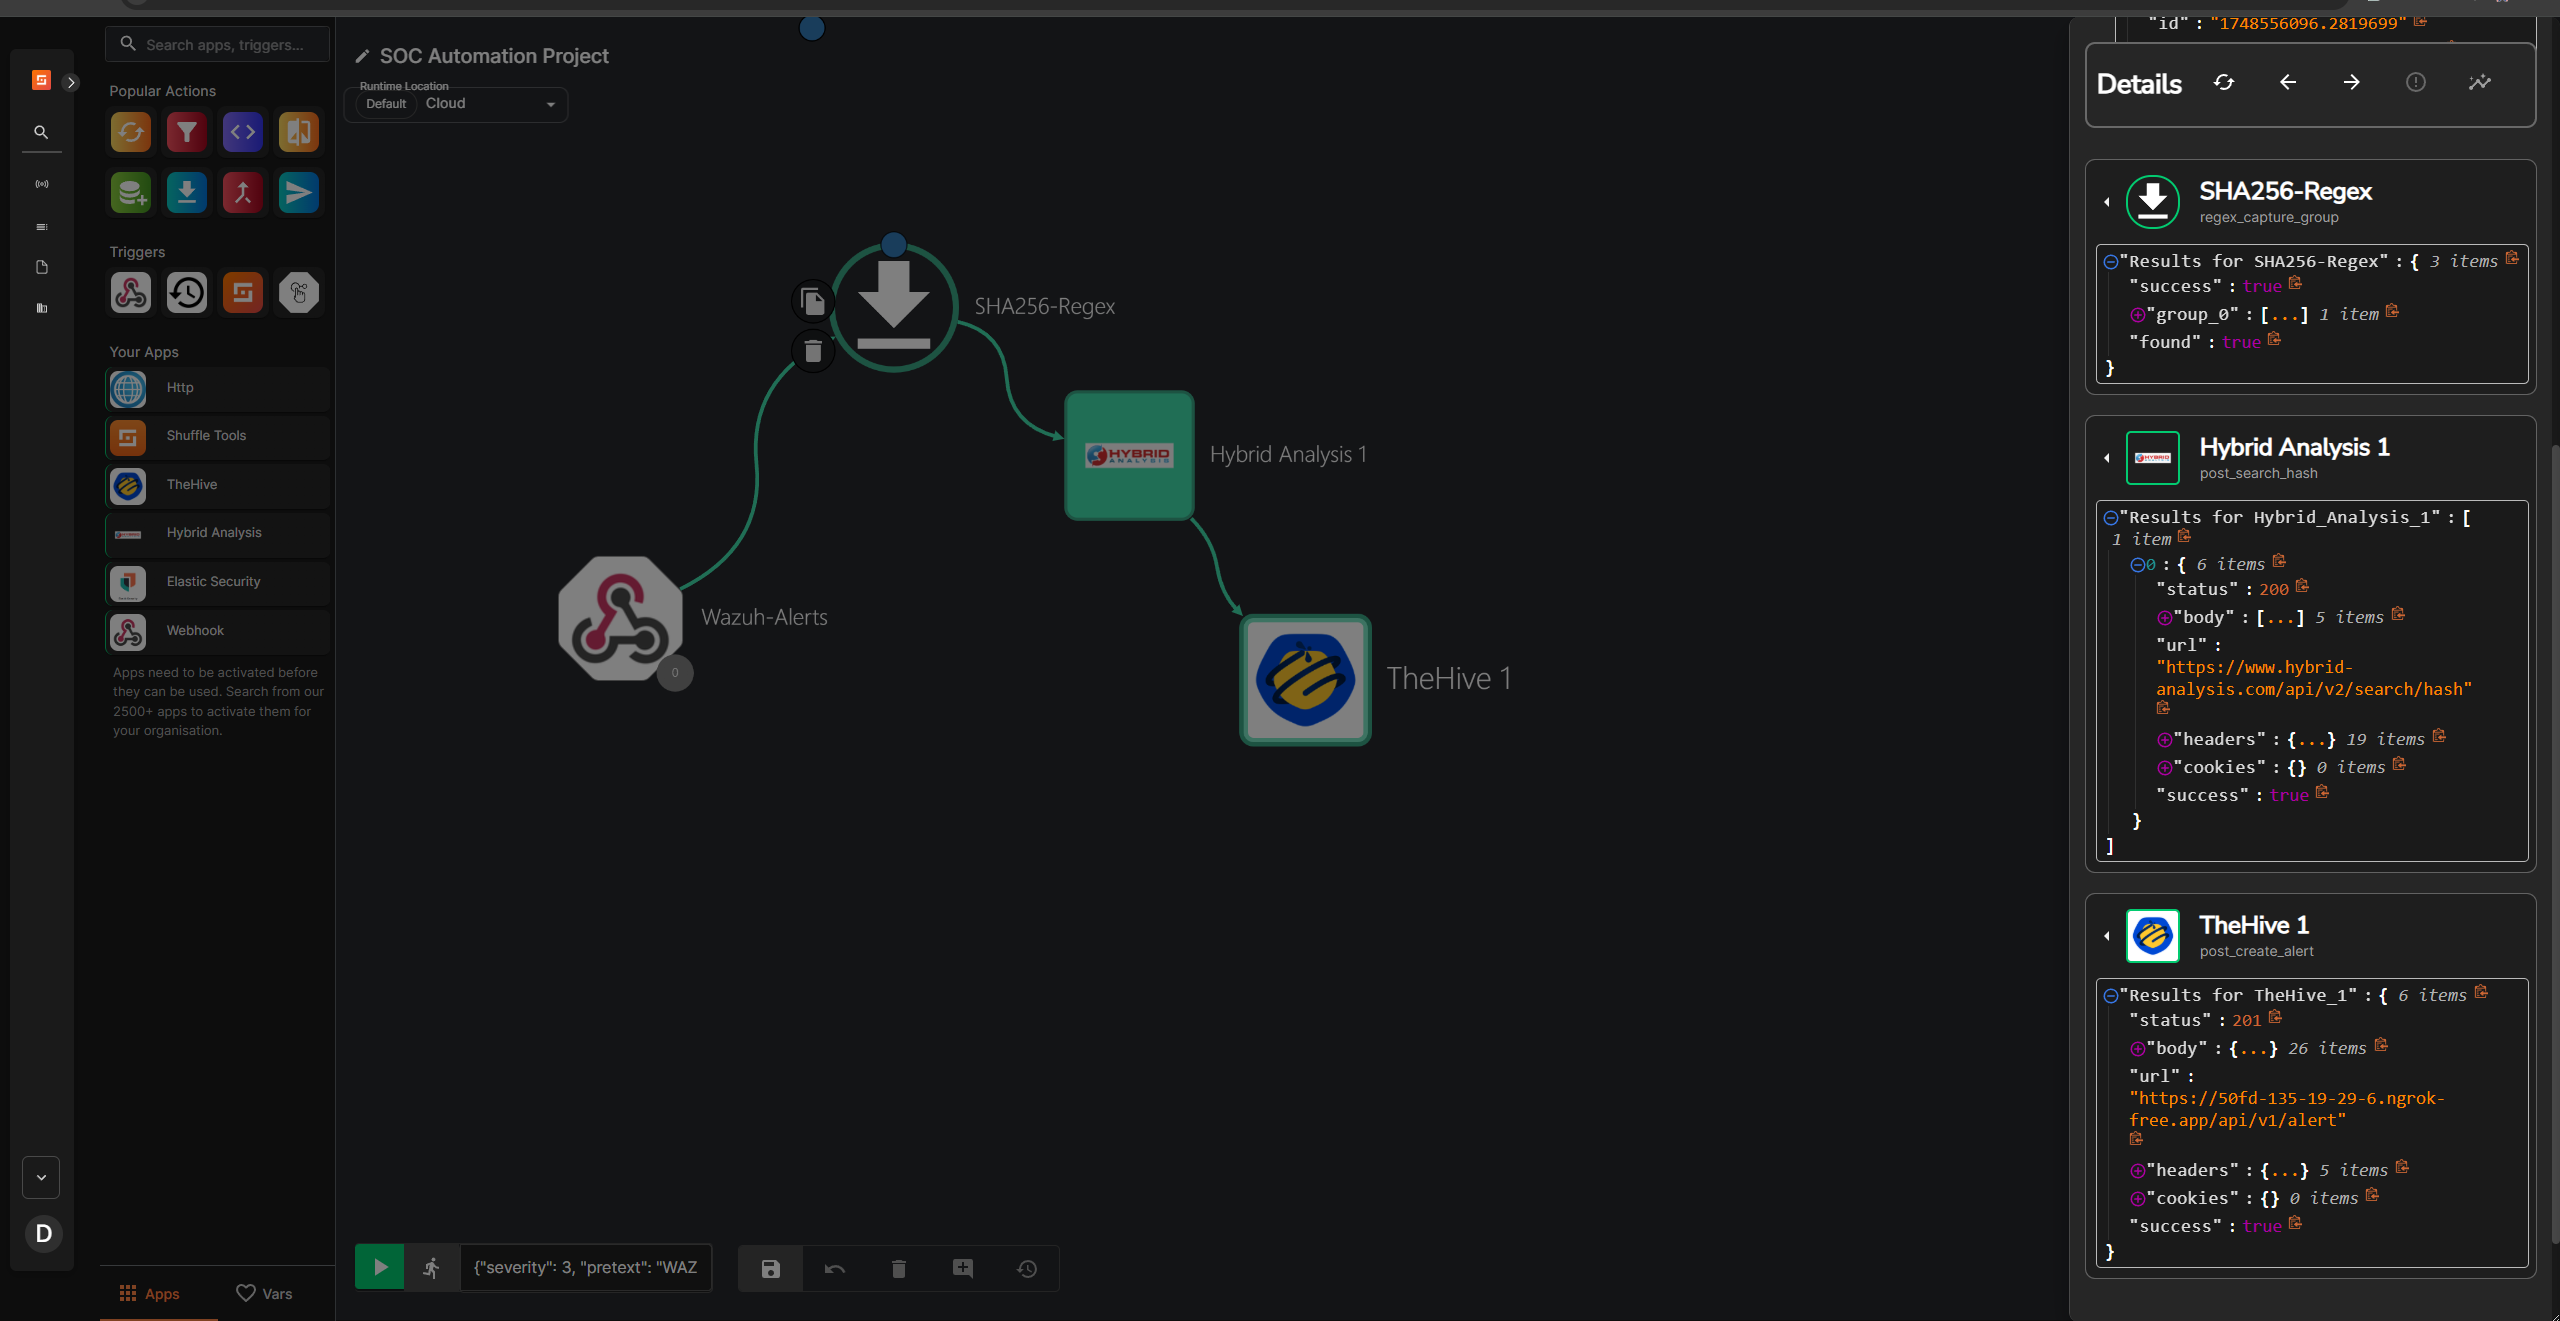 Search apps, triggers...
Popular Actions
Triggers
Your Apps
Http
Shuffle Tools
TheHive
Hybrid Analysis
Elastic Security
Webhook
Apps need to be activated before
they can be used. Search from our
2500+ apps to activate them for
your organisation.
D
Apps
Vars
SOC Automation Project
Runtime Location
Default
Cloud
SHA256-Regex
HYBRID
ANALYSIS
Hybrid Analysis 1
Wazuh-Alerts
0
TheHive 1
{"severity": 3, "pretext": "WAZ
"id" : "1748556096.2819699"
Details
SHA256-Regex
regex_capture_group
"Results for SHA256-Regex" : { 3 items
"success" : true
"group_0" : [...] 1 item
"found" : true
}
HYBRID
Hybrid Analysis 1
post_search_hash
"Results for Hybrid_Analysis_1" : [
1 item
0 : { 6 items
"status" : 200
"body" : [...] 5 items
"url" :
"https://www.hybrid-
analysis.com/api/v2/search/hash"
"headers" : {...} 19 items
"cookies" : {} 0 items
"success" : true
}
]
TheHive 1
post_create_alert
"Results for TheHive_1" : { 6 items
"status" : 201
"body" : {...} 26 items
"url" :
"https://50fd-135-19-29-6.ngrok-
free.app/api/v1/alert"
"headers" : {...} 5 items
"cookies" : {} 0 items
"success" : true
}